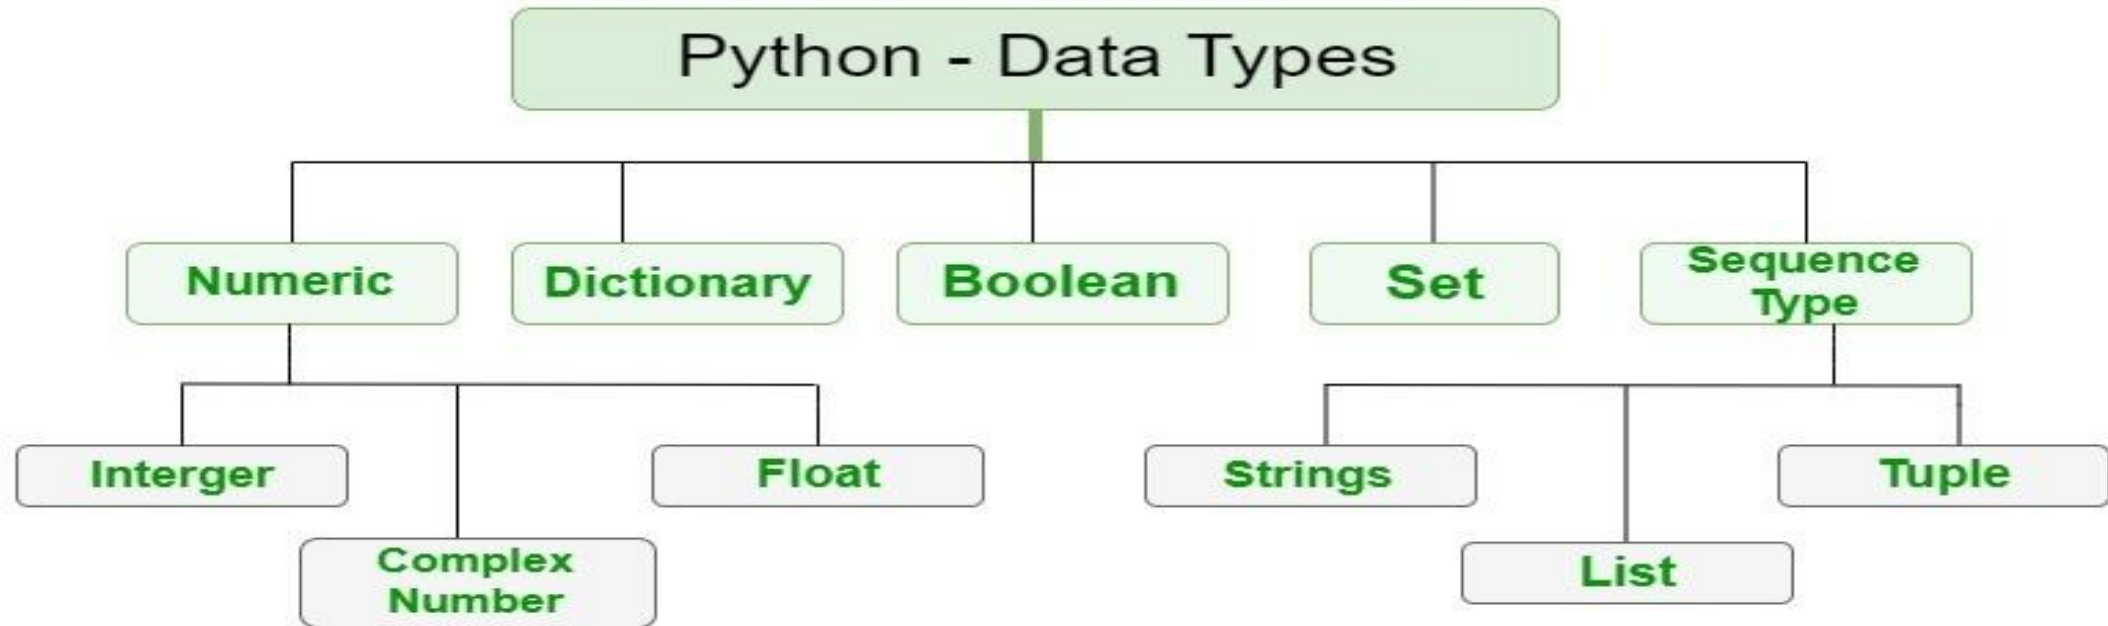 Python - Data Types
Numeric
Dictionary
Boolean
Set
Sequence
Type
Interger
Float
Strings
Tuple
Complex
Number
List